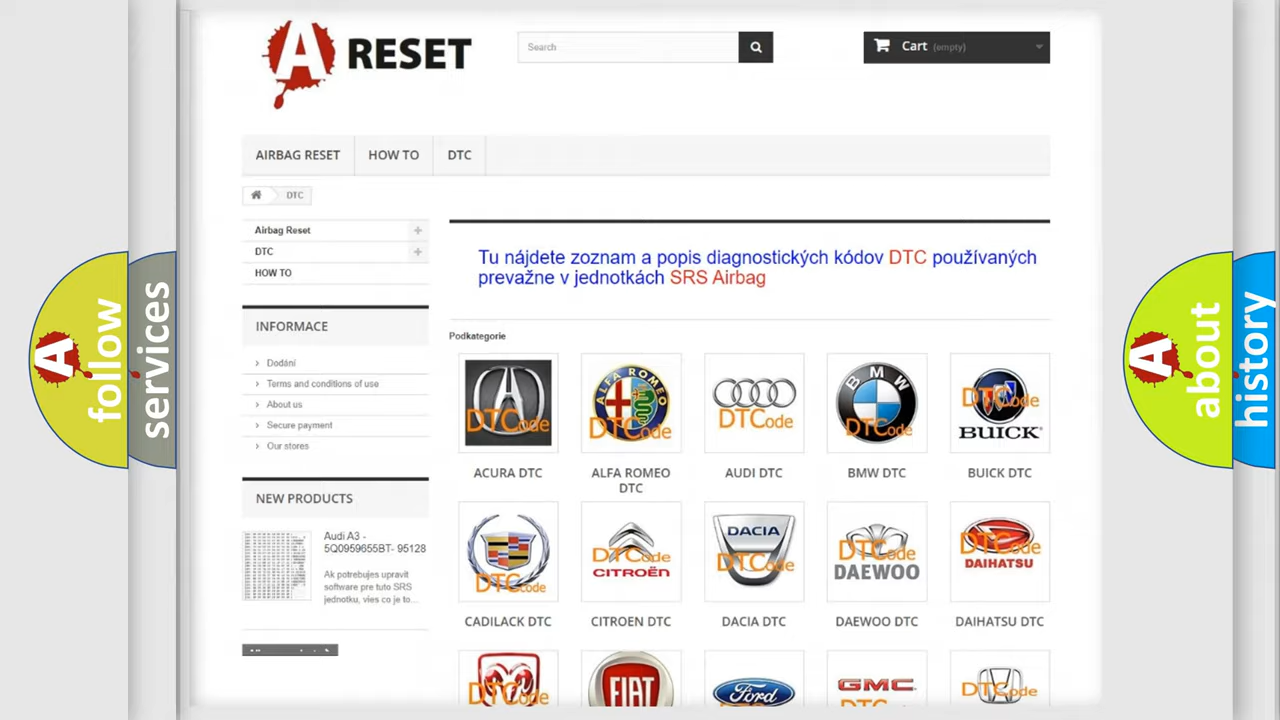 A RESET
Search
Cart (empty)
AIRBAG RESET
HOW TO
DTC
DTC
Airbag Reset
DTC
HOW TO
INFORMACE
Dodání
Terms and conditions of use
About us
Secure payment
Our stores
NEW PRODUCTS
Audi A3 -
5Q0959655BT- 95128
Ak potrebujes upravit
software pre tuto SRS
jednotku, vies co je to...
Tu nájdete zoznam a popis diagnostických kódov DTC používaných
prevažne v jednotkách SRS Airbag
Podkategorie
DTCode
ALFA ROMEO
DTCode
DTCode
BMW
DTCode
DTCode
BUICK
ACURA DTC
ALFA ROMEO
DTC
AUDI DTC
BMW DTC
BUICK DTC
DTCode
DTCode
CITROËN
DACIA
DTCode
DTCode
DAEWOO
DTCode
DAIHATSU
CADILACK DTC
CITROEN DTC
DACIA DTC
DAEWOO DTC
DAIHATSU DTC
DTCode
FIAT
Ford
GMC
DTCode
A follow
services
A about
history